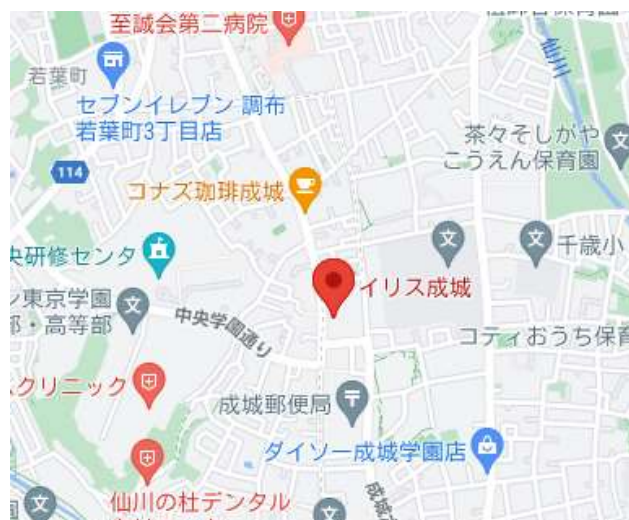 至誠会第二病院
若葉町
セブンイレブン 調布
若葉町3丁目店
茶々そしがや
こうえん保育園
114
コナズ珈琲成城
央研修センタ
千歳小
イリス成城
ン東京学園
部・高等部
中央学園通り
コティおうち保育
クリニック
成城郵便局
ダイソー成城学園店
仙川の杜デンタル